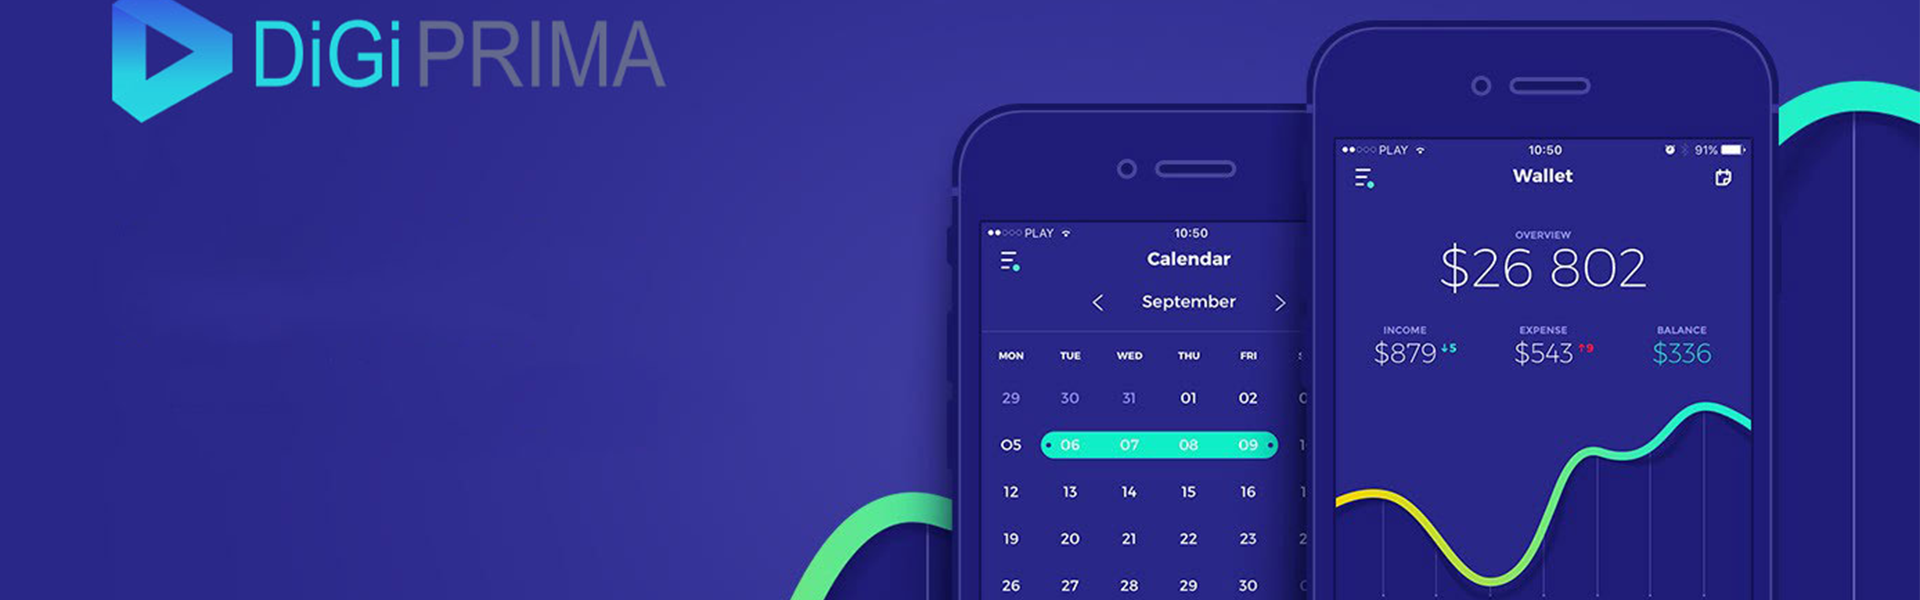 DiGiPRIMA
PLAY 10:50
Calendar
September
MON TUE WED THU FRI
29 30 31 01 02
05 06 07 08 09
12 13 14 15 16
19 20 21 22 23
26 27 28 29 30
PLAY 10:50 91%
Wallet
OVERVIEW
$26 802
INCOME EXPENSE BALANCE
$879 ↓5 $543 ↑9 $336